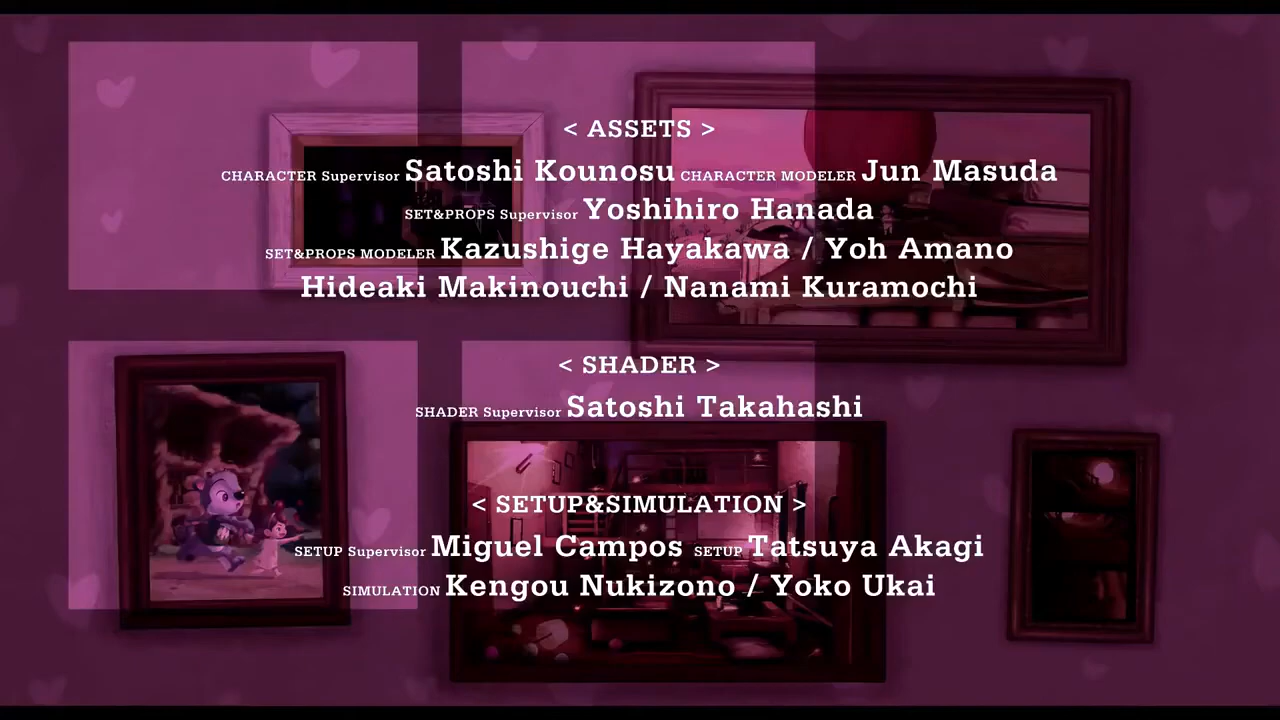 < ASSETS >
CHARACTER Supervisor Satoshi Kounosu CHARACTER MODELER Jun Masuda
SET&PROPS Supervisor Yoshihiro Hanada
SET&PROPS MODELER Kazushige Hayakawa / Yoh Amano
Hideaki Makinouchi / Nanami Kuramochi
< SHADER >
SHADER Supervisor Satoshi Takahashi
< SETUP&SIMULATION >
SETUP Supervisor Miguel Campos SETUP Tatsuya Akagi
SIMULATION Kengou Nukizono / Yoko Ukai